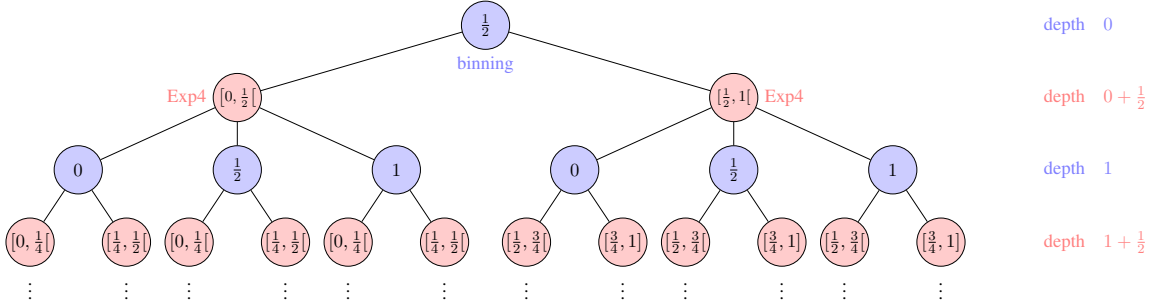 1/2 depth 0
binning
Exp4 [0, 1/2[ [1/2, 1[ Exp4 depth 0 + 1/2
0 1/2 1 0 1/2 1 depth 1
[0, 1/4[ [1/4, 1/2[ [0, 1/4[ [1/4, 1/2[ [0, 1/4[ [1/4, 1/2[ [1/2, 3/4[ [3/4, 1] [1/2, 3/4[ [3/4, 1] [1/2, 3/4[ [3/4, 1] depth 1 + 1/2
⋮ ⋮ ⋮ ⋮ ⋮ ⋮ ⋮ ⋮ ⋮ ⋮ ⋮ ⋮